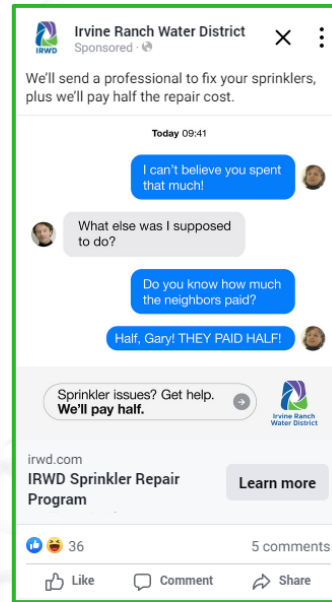 Irvine Ranch Water District
IRWD
Sponsored ·
We'll send a professional to fix your sprinklers,
plus we'll pay half the repair cost.
Today 09:41
I can't believe you spent
that much!
What else was I supposed
to do?
Do you know how much
the neighbors paid?
Half, Gary! THEY PAID HALF!
Sprinkler issues? Get help.
We'll pay half.
Irvine Ranch
Water District
irwd.com
IRWD Sprinkler Repair
Program
Learn more
36
5 comments
Like
Comment
Share